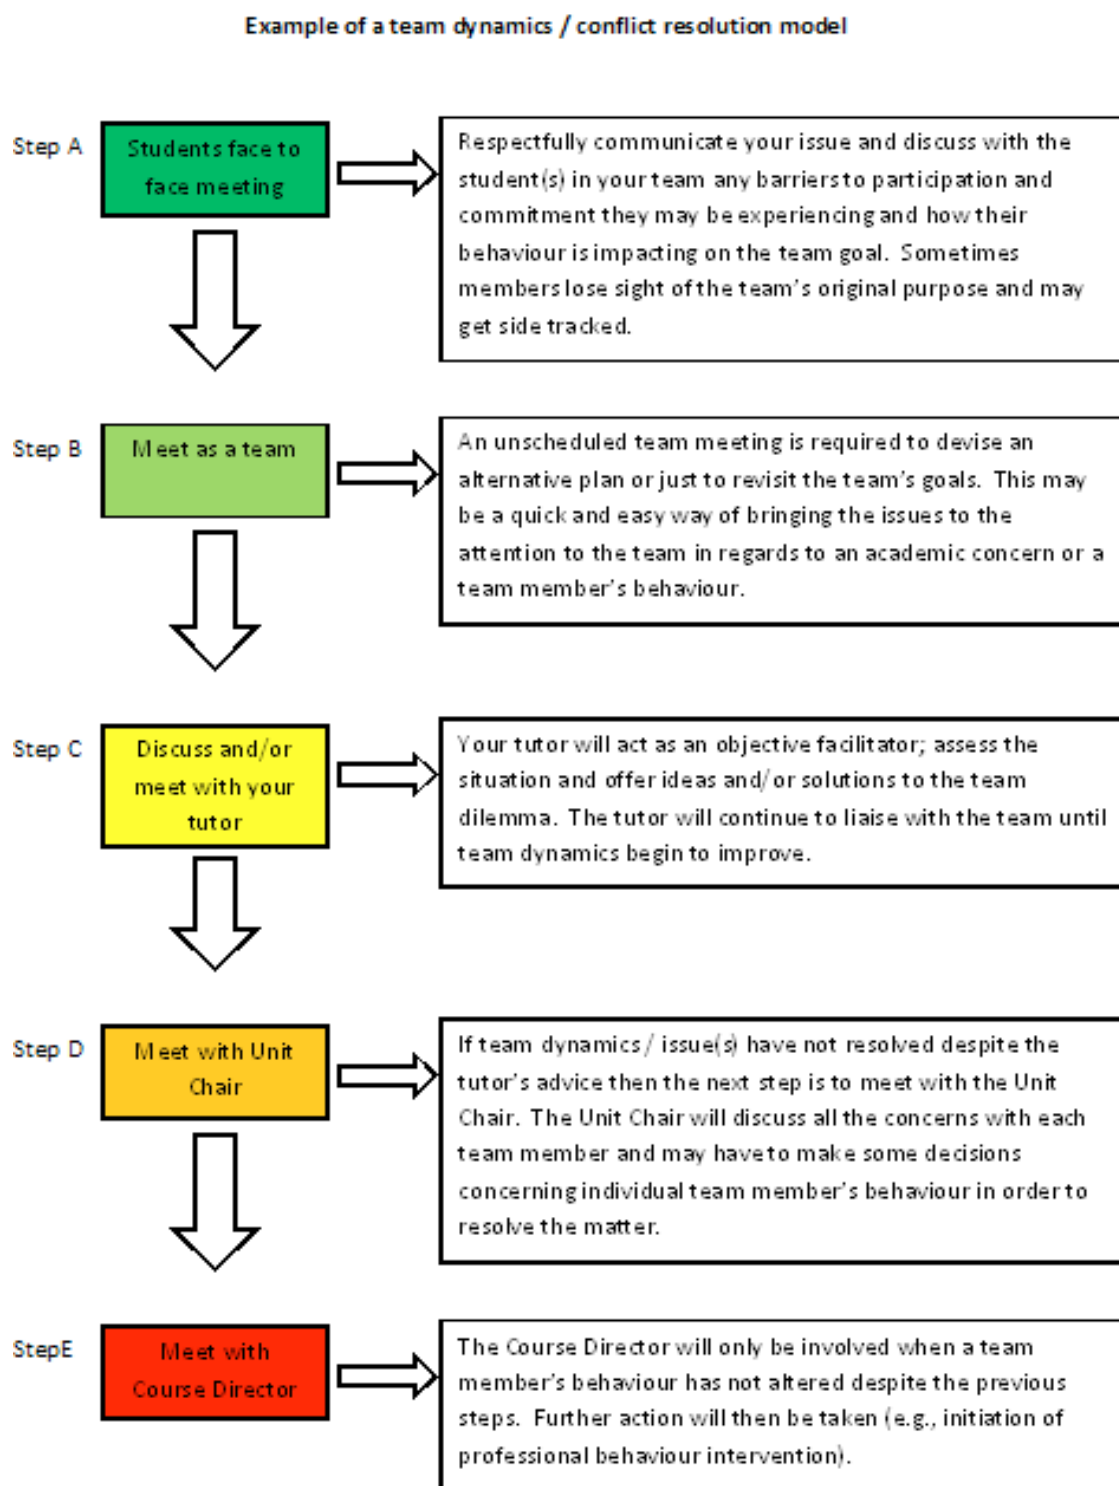 Example of a team dynamics / conflict resolution model
Step A
Students face to
face meeting
Respectfully communicate your issue and discuss with the
student(s) in your team any barriers to participation and
commitment they may be experiencing and how their
behaviour is impacting on the team goal.  Sometimes
members lose sight of the team's original purpose and may
get side tracked.
Step B
Meet as a team
An unscheduled team meeting is required to devise an
alternative plan or just to revisit the team's goals.  This may
be a quick and easy way of bringing the issues to the
attention to the team in regards to an academic concern or a
team member's behaviour.
Step C
Discuss and/or
meet with your
tutor
Your tutor will act as an objective facilitator; assess the
situation and offer ideas and/or solutions to the team
dilemma.  The tutor will continue to liaise with the team until
team dynamics begin to improve.
Step D
Meet with Unit
Chair
If team dynamics / issue(s) have not resolved despite the
tutor's advice then the next step is to meet with the Unit
Chair.  The Unit Chair will discuss all the concerns with each
team member and may have to make some decisions
concerning individual team member's behaviour in order to
resolve the matter.
StepE
Meet with
Course Director
The Course Director will only be involved when a team
member's behaviour has not altered despite the previous
steps.  Further action will then be taken (e.g., initiation of
professional behaviour intervention).